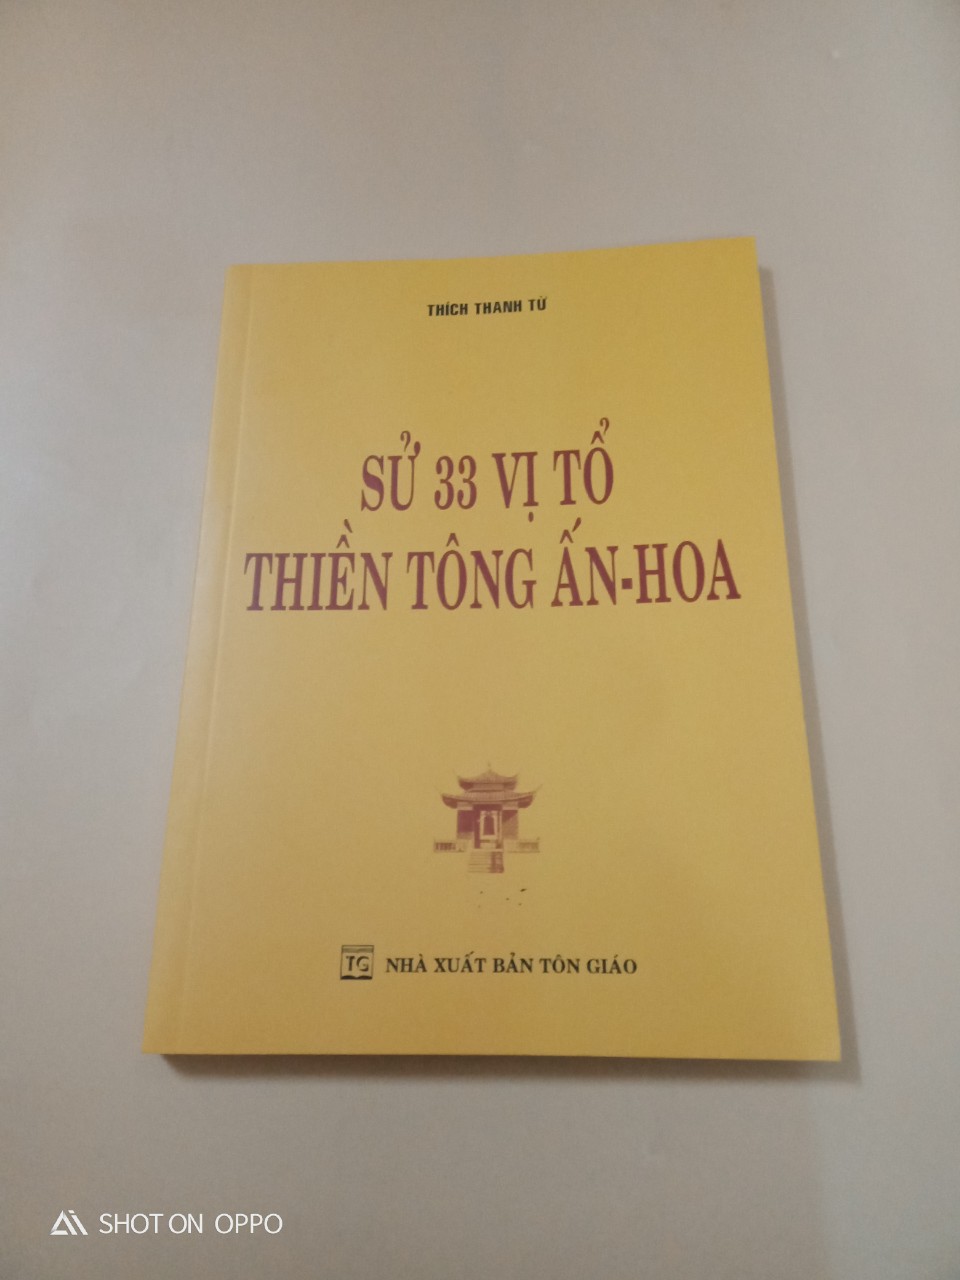 THÍCH THANH TỪ
SỬ 33 VỊ TỔ
THIỀN TÔNG ẤN-HOA
TG NHÀ XUẤT BẢN TÔN GIÁO
SHOT ON OPPO